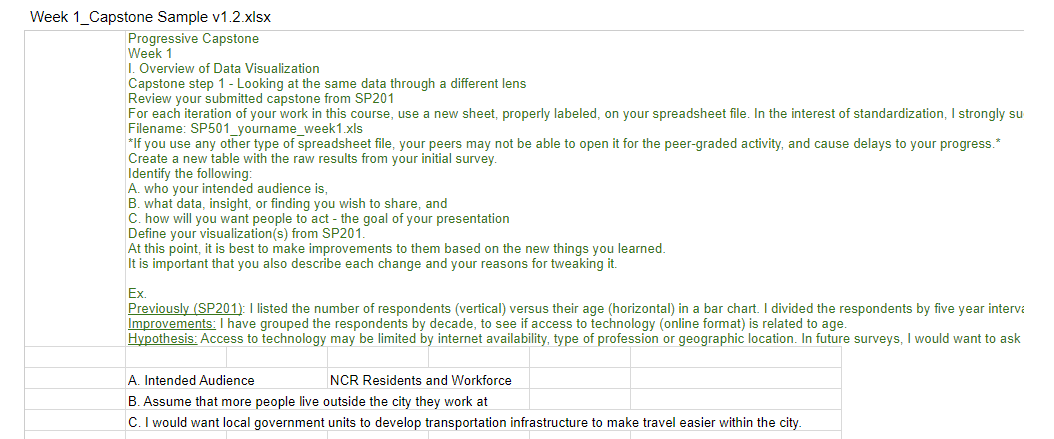 Week 1_Capstone Sample v1.2.xlsx
Progressive Capstone
Week 1
I. Overview of Data Visualization
Capstone step 1 - Looking at the same data through a different lens
Review your submitted capstone from SP201
For each iteration of your work in this course, use a new sheet, properly labeled, on your spreadsheet file. In the interest of standardization, I strongly
Filename: SP501_yourname_week1.xls
*If you use any other type of spreadsheet file, your peers may not be able to open it for the peer-graded activity, and cause delays to your progress.*
Create a new table with the raw results from your initial survey.
Identify the following:
A. who your intended audience is,
B. what data, insight, or finding you wish to share, and
C. how will you want people to act - the goal of your presentation
Define your visualization(s) from SP201.
At this point, it is best to make improvements to them based on the new things you learned.
It is important that you also describe each change and your reasons for tweaking it.
Ex.
Previously (SP201): I listed the number of respondents (vertical) versus their age (horizontal) in a bar chart. I divided the respondents by five year
Improvements: I have grouped the respondents by decade, to see if access to technology (online format) is related to age.
Hypothesis: Access to technology may be limited by internet availability, type of profession or geographic location. In future surveys, I would want to ask
A. Intended Audience NCR Residents and Workforce
B. Assume that more people live outside the city they work at
C. I would want local government units to develop transportation infrastructure to make travel easier within the city.